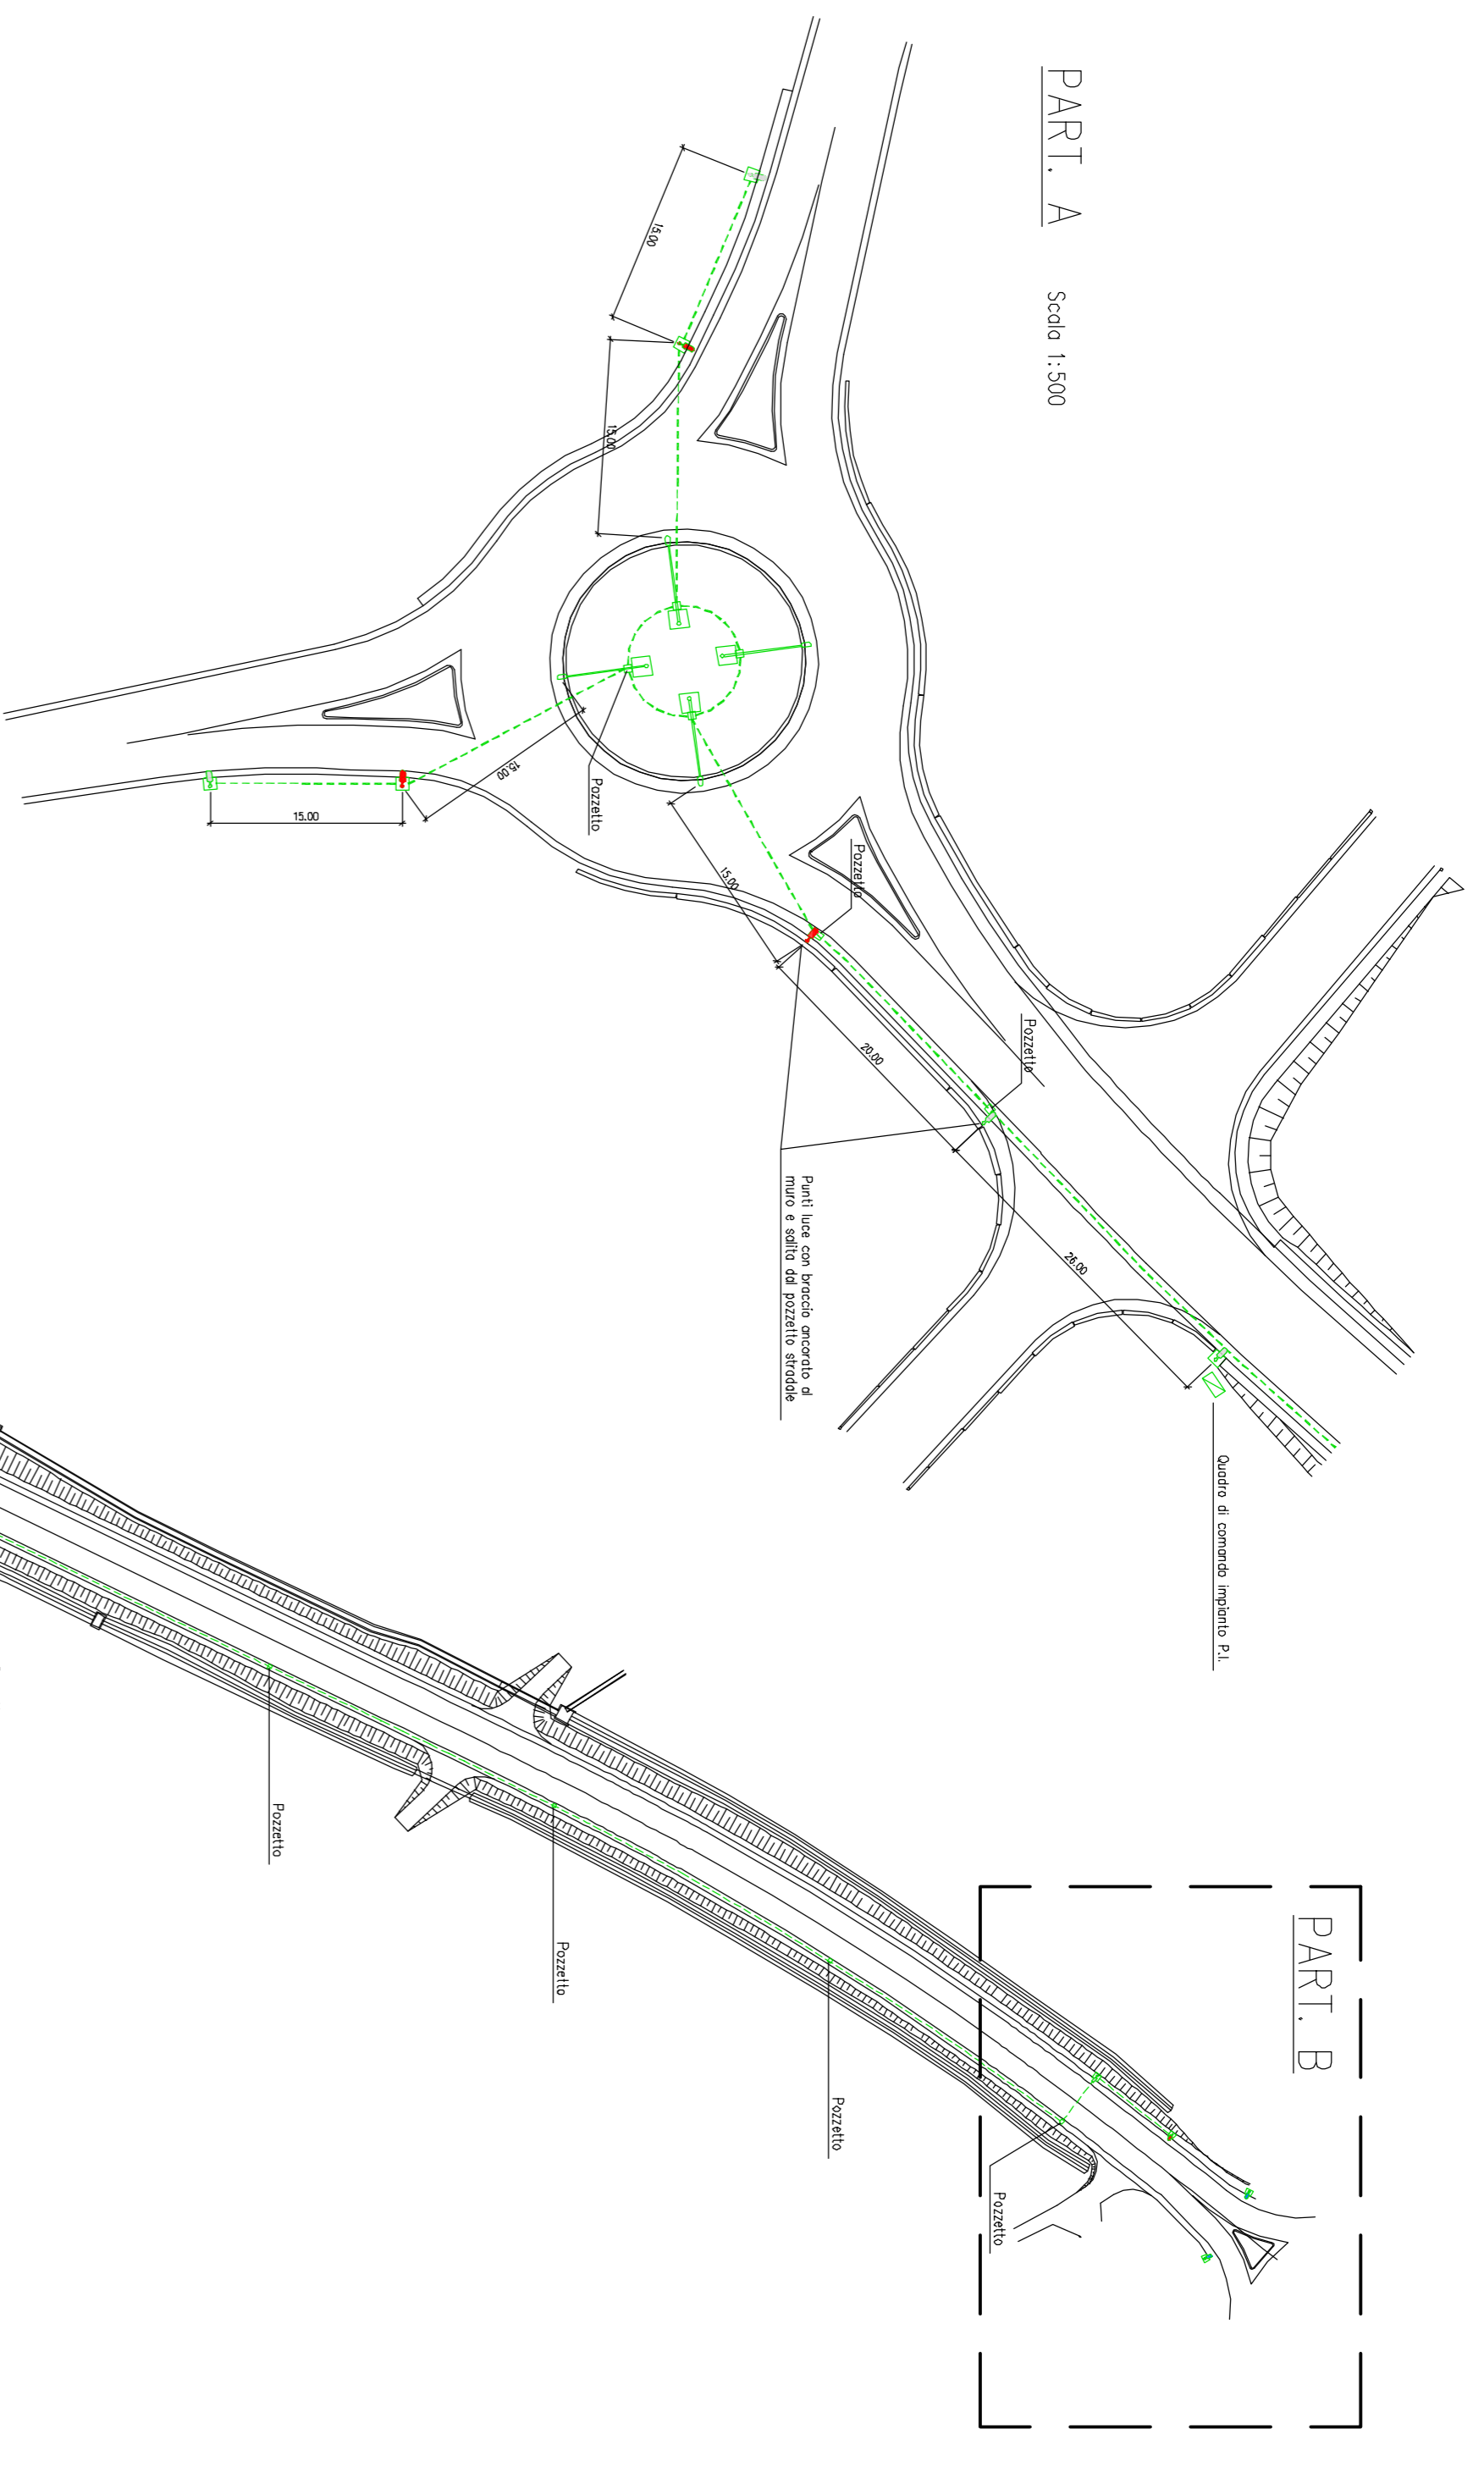 PART. A
Scala 1:500
15.00
15.00
15.00
15.00
Pozzetto
15.00
Pozzetto
20.00
Pozzetto
25.00
Punti luce con braccio ancorato al
muro e salita dal pozzetto stradale
Quadro di comando impianto P.I.
PART. B
Pozzetto
Pozzetto
Pozzetto
Pozzetto